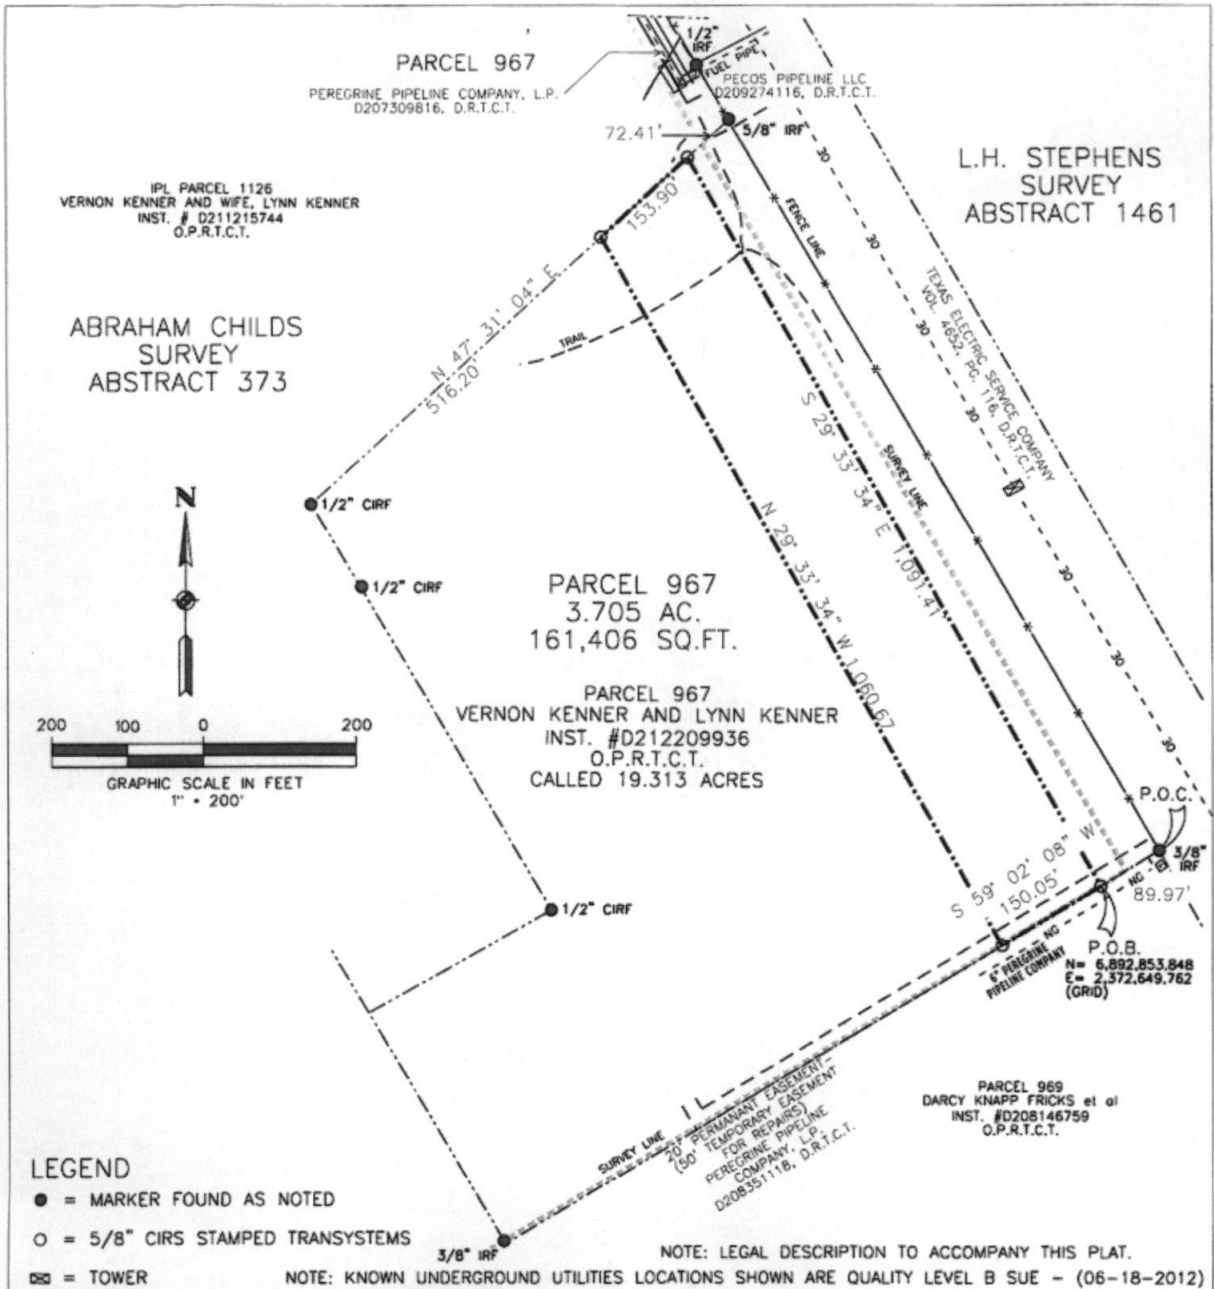 PARCEL 967
PEREGRINE PIPELINE COMPANY, L.P.
D207309816, D.R.T.C.T.
1/2"
IRF
FUEL PIPE
PECOS PIPELINE LLC
D209274116, D.R.T.C.T.
72.41'
5/8" IRF
L.H. STEPHENS
SURVEY
ABSTRACT 1461
IPL PARCEL 1126
VERNON KENNER AND WIFE, LYNN KENNER
INST. # D211215744
O.P.R.T.C.T.
153.90'
FENCE LINE
30
30
30
30
30
30
30
TEXAS ELECTRIC SERVICE COMPANY
VOL. 4652, PG. 116, D.R.T.C.T.
ABRAHAM CHILDS
SURVEY
ABSTRACT 373
N 47° 31' 04" E
516.20'
TRAIL
S 29° 33' 34" E 1,091.41'
SURVEY LINE
N 29° 33' 34" W 1,060.67'
N
1/2" CIRF
1/2" CIRF
PARCEL 967
3.705 AC.
161,406 SQ.FT.
PARCEL 967
VERNON KENNER AND LYNN KENNER
INST. #D212209936
O.P.R.T.C.T.
CALLED 19.313 ACRES
200 100 0 200
GRAPHIC SCALE IN FEET
1" = 200'
P.O.C.
3/8"
IRF
1/2" CIRF
S 59° 02' 08" W
150.05'
NG
89.97'
NG
6" PEREGRINE
PIPELINE COMPANY
P.O.B.
N= 6,892,853.848
E= 2,372,649.762
(GRID)
PARCEL 969
DARCY KNAPP FRICKS et al
INST. #D208146759
O.P.R.T.C.T.
SURVEY LINE
20' PERMANANT EASEMENT-
(50' TEMPORARY EASEMENT
FOR REPAIRS)
PEREGRINE PIPELINE
COMPANY, L.P.
D208351118, D.R.T.C.T.
3/8" IRF
LEGEND
= MARKER FOUND AS NOTED
= 5/8" CIRS STAMPED TRANSYSTEMS
= TOWER
NOTE: LEGAL DESCRIPTION TO ACCOMPANY THIS PLAT.
NOTE: KNOWN UNDERGROUND UTILITIES LOCATIONS SHOWN ARE QUALITY LEVEL B SUE - (06-18-2012)